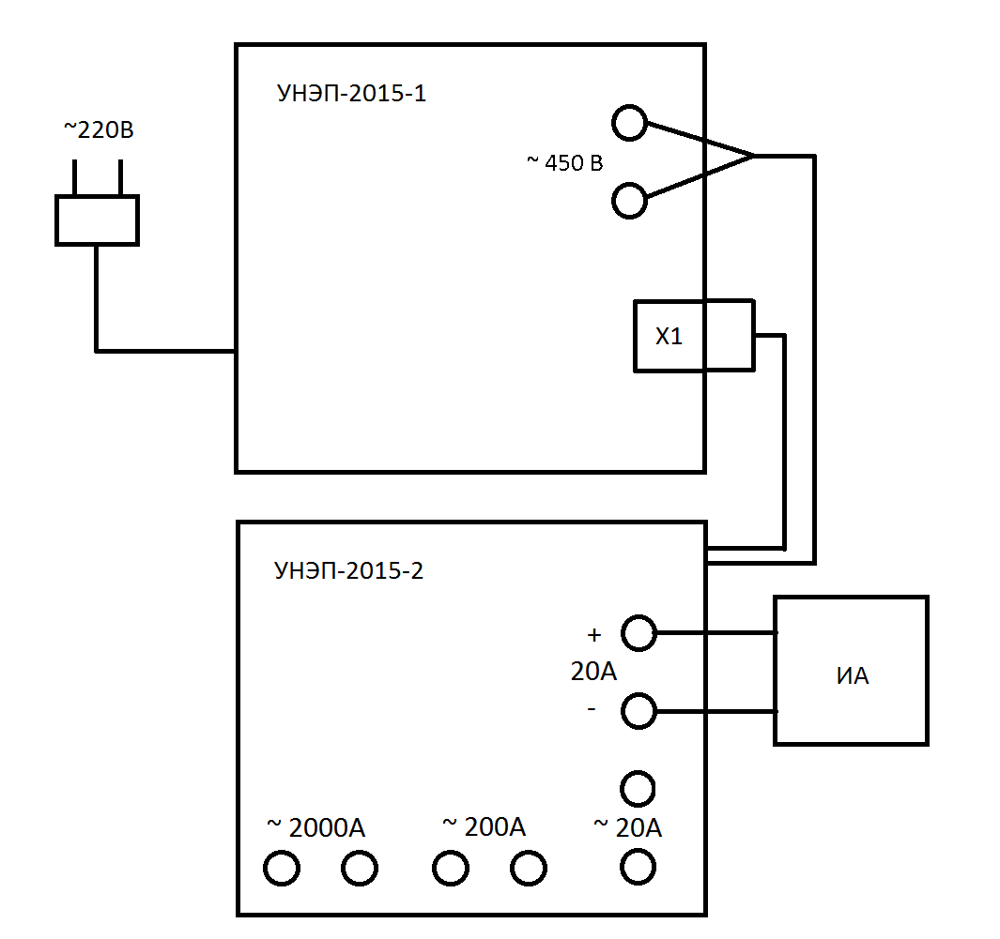 УНЭП-2015-1
~220В
~ 450 В
X1
УНЭП-2015-2
+
20А
-
ИА
~ 2000А
~ 200А
~ 20А